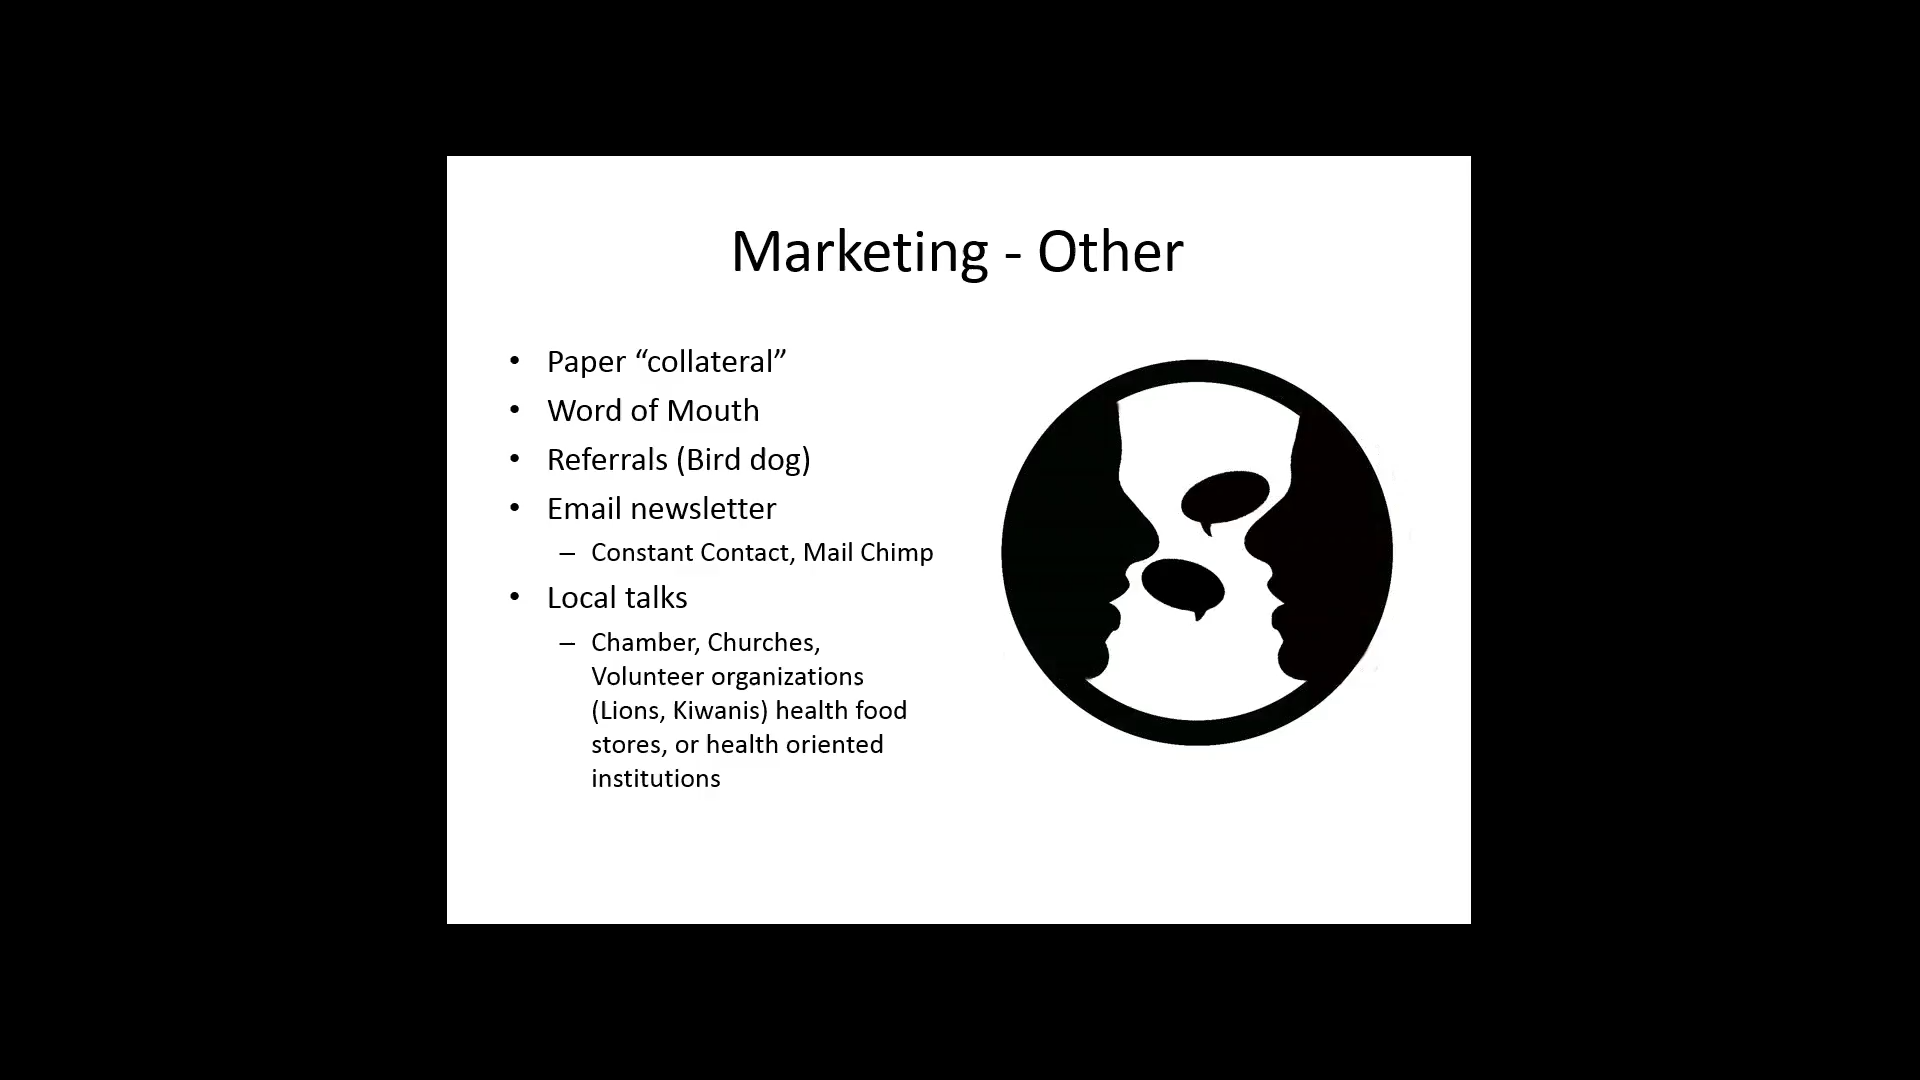 Marketing - Other
• Paper “collateral”
• Word of Mouth
• Referrals (Bird dog)
• Email newsletter
– Constant Contact, Mail Chimp
• Local talks
– Chamber, Churches,
Volunteer organizations
(Lions, Kiwanis) health food
stores, or health oriented
institutions